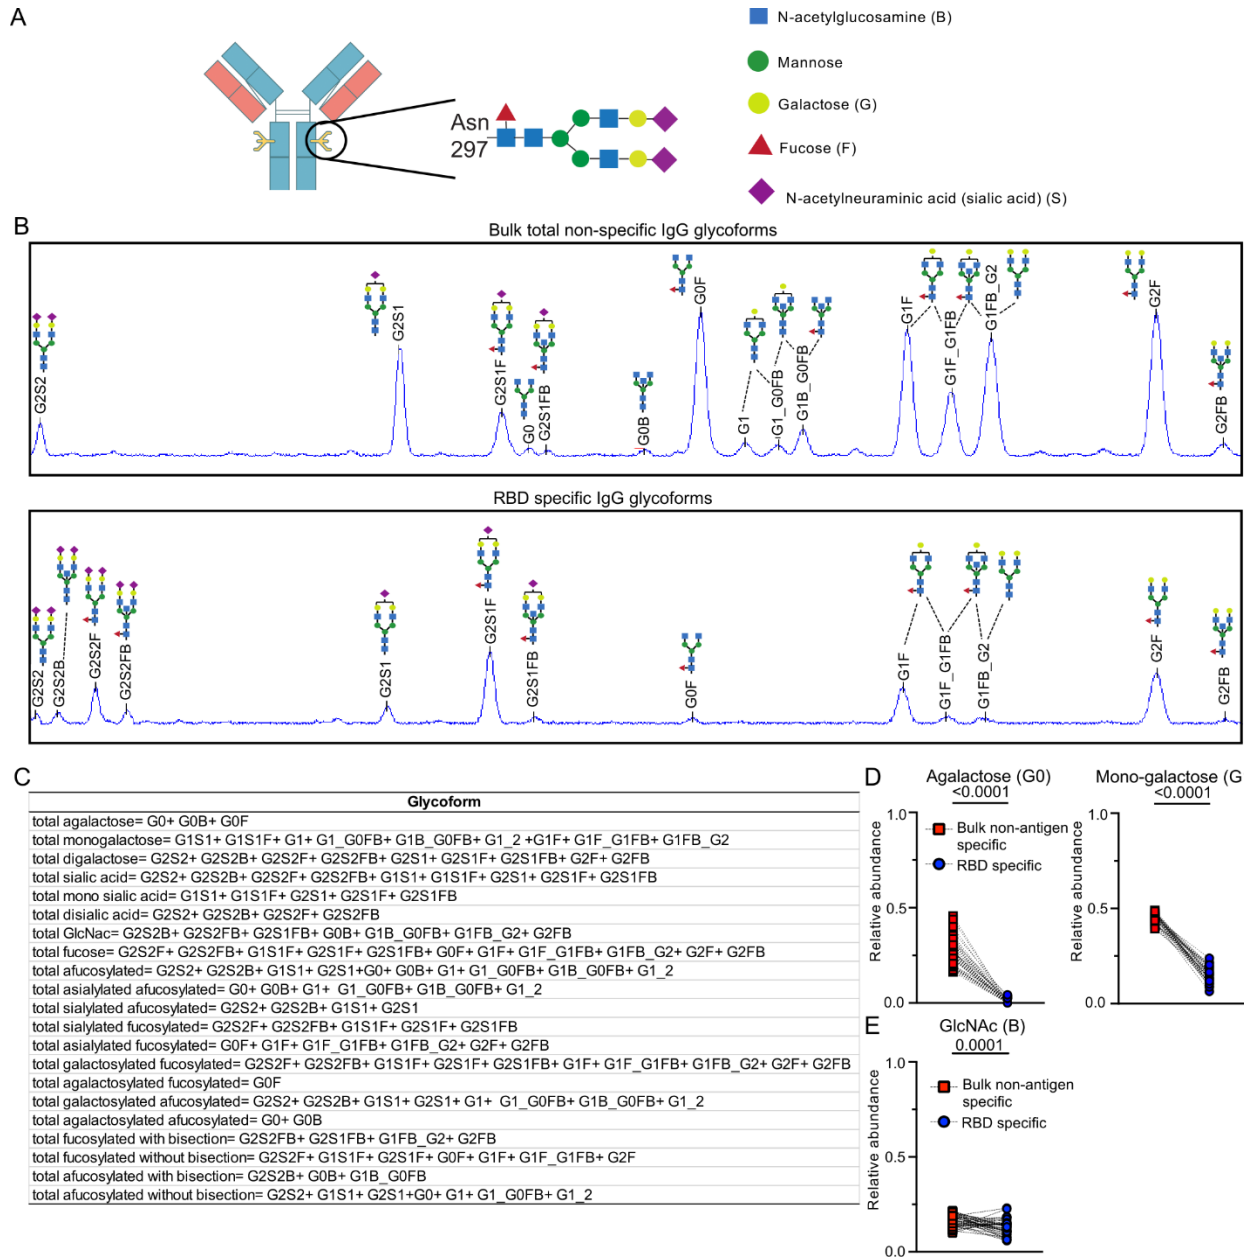 A
Asn
297
N-acetylglucosamine (B)
Mannose
Galactose (G)
Fucose (F)
N-acetylneuraminic acid (sialic acid) (S)
B
Bulk total non-specific IgG glycoforms
G2S2
G2S1
G2S1F
G0
G2S1FB
G0B
G0F
G1
G1_G0FB
G1B_G0FB
G1F
G1F_G1FB
G1FB_G2
G2F
G2FB
RBD specific IgG glycoforms
G2S2
G2S2B
G2S2F
G2S2FB
G2S1
G2S1F
G2S1FB
G0F
G1F
G1F_G1FB
G1FB_G2
G2F
G2FB
C
Glycoform
total agalactose= G0+ G0B+ G0F
total monogalactose= G1S1+ G1S1F+ G1+ G1_G0FB+ G1B_G0FB+ G1_2 +G1F+ G1F_G1FB+ G1FB_G2
total digalactose= G2S2+ G2S2B+ G2S2F+ G2S2FB+ G2S1+ G2S1F+ G2S1FB+ G2F+ G2FB
total sialic acid= G2S2+ G2S2B+ G2S2F+ G2S2FB+ G1S1+ G1S1F+ G2S1+ G2S1F+ G2S1FB
total mono sialic acid= G1S1+ G1S1F+ G2S1+ G2S1F+ G2S1FB
total disialic acid= G2S2+ G2S2B+ G2S2F+ G2S2FB
total GlcNac= G2S2B+ G2S2FB+ G2S1FB+ G0B+ G1B_G0FB+ G1FB_G2+ G2FB
total fucose= G2S2F+ G2S2FB+ G1S1F+ G2S1F+ G2S1FB+ G0F+ G1F+ G1F_G1FB+ G1FB_G2+ G2F+ G2FB
total afucosylated= G2S2+ G2S2B+ G1S1+ G2S1+G0+ G0B+ G1+ G1_G0FB+ G1B_G0FB+ G1_2
total asialylated afucosylated= G0+ G0B+ G1+ G1_G0FB+ G1B_G0FB+ G1_2
total sialylated afucosylated= G2S2+ G2S2B+ G1S1+ G2S1
total sialylated fucosylated= G2S2F+ G2S2FB+ G1S1F+ G2S1F+ G2S1FB
total asialylated fucosylated= G0F+ G1F+ G1F_G1FB+ G1FB_G2+ G2F+ G2FB
total galactosylated fucosylated= G2S2F+ G2S2FB+ G1S1F+ G2S1F+ G2S1FB+ G1F+ G1F_G1FB+ G1FB_G2+ G2F+ G2FB
total agalactosylated fucosylated= G0F
total galactosylated afucosylated= G2S2+ G2S2B+ G1S1+ G2S1+ G1+ G1_G0FB+ G1B_G0FB+ G1_2
total agalactosylated afucosylated= G0+ G0B
total fucosylated with bisection= G2S2FB+ G2S1FB+ G1FB_G2+ G2FB
total fucosylated without bisection= G2S2F+ G1S1F+ G2S1F+ G0F+ G1F+ G1F_G1FB+ G2F
total afucosylated with bisection= G2S2B+ G0B+ G1B_G0FB
total afucosylated without bisection= G2S2+ G1S1+ G2S1+G0+ G1+ G1_G0FB+ G1_2
D
Agalactose (G0)
<0.0001
Relative abundance
1.0
0.5
0.0
Bulk non-antigen
specific
RBD specific
Mono-galactose (G
<0.0001
Relative abundance
1.0
0.5
0.0
E
GlcNAc (B)
0.0001
Relative abundance
1.0
0.5
0.0
Bulk non-antigen
specific
RBD specific